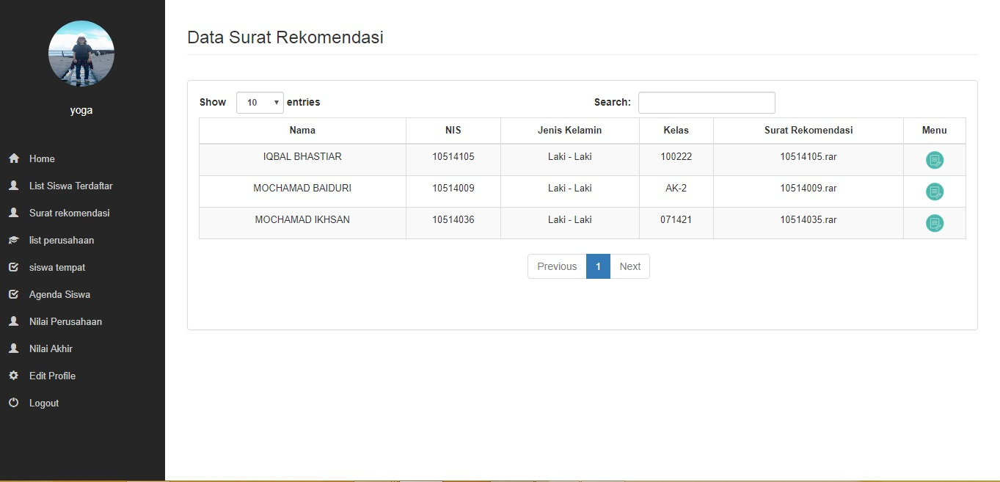 yoga
Home
List Siswa Terdaftar
Surat rekomendasi
list perusahaan
siswa tempat
Agenda Siswa
Nilai Perusahaan
Nilai Akhir
Edit Profile
Logout
Data Surat Rekomendasi
Show 10 entries Search:
Nama NIS Jenis Kelamin Kelas Surat Rekomendasi Menu
IQBAL BHASTIAR 10514105 Laki - Laki 100222 10514105.rar
MOCHAMAD BAIDURI 10514009 Laki - Laki AK-2 10514009.rar
MOCHAMAD IKHSAN 10514036 Laki - Laki 071421 10514035.rar
Previous 1 Next